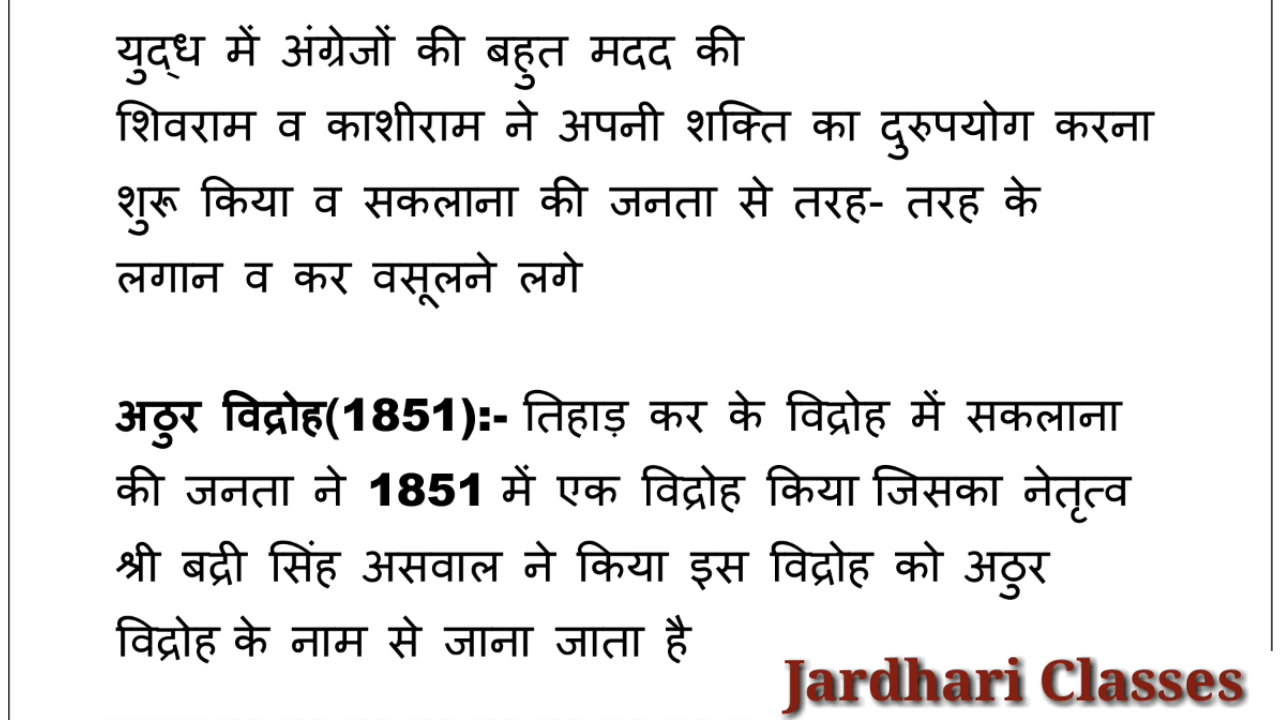 युद्ध में अंग्रेजों की बहुत मदद की
शिवराम व काशीराम ने अपनी शक्ति का दुरुपयोग करना
शुरू किया व सकलाना की जनता से तरह- तरह के
लगान व कर वसूलने लगे
अठुर विद्रोह(1851):- तिहाड़ कर के विद्रोह में सकलाना
की जनता ने 1851 में एक विद्रोह किया जिसका नेतृत्व
श्री बद्री सिंह असवाल ने किया इस विद्रोह को अठुर
विद्रोह के नाम से जाना जाता है
Jardhari Classes